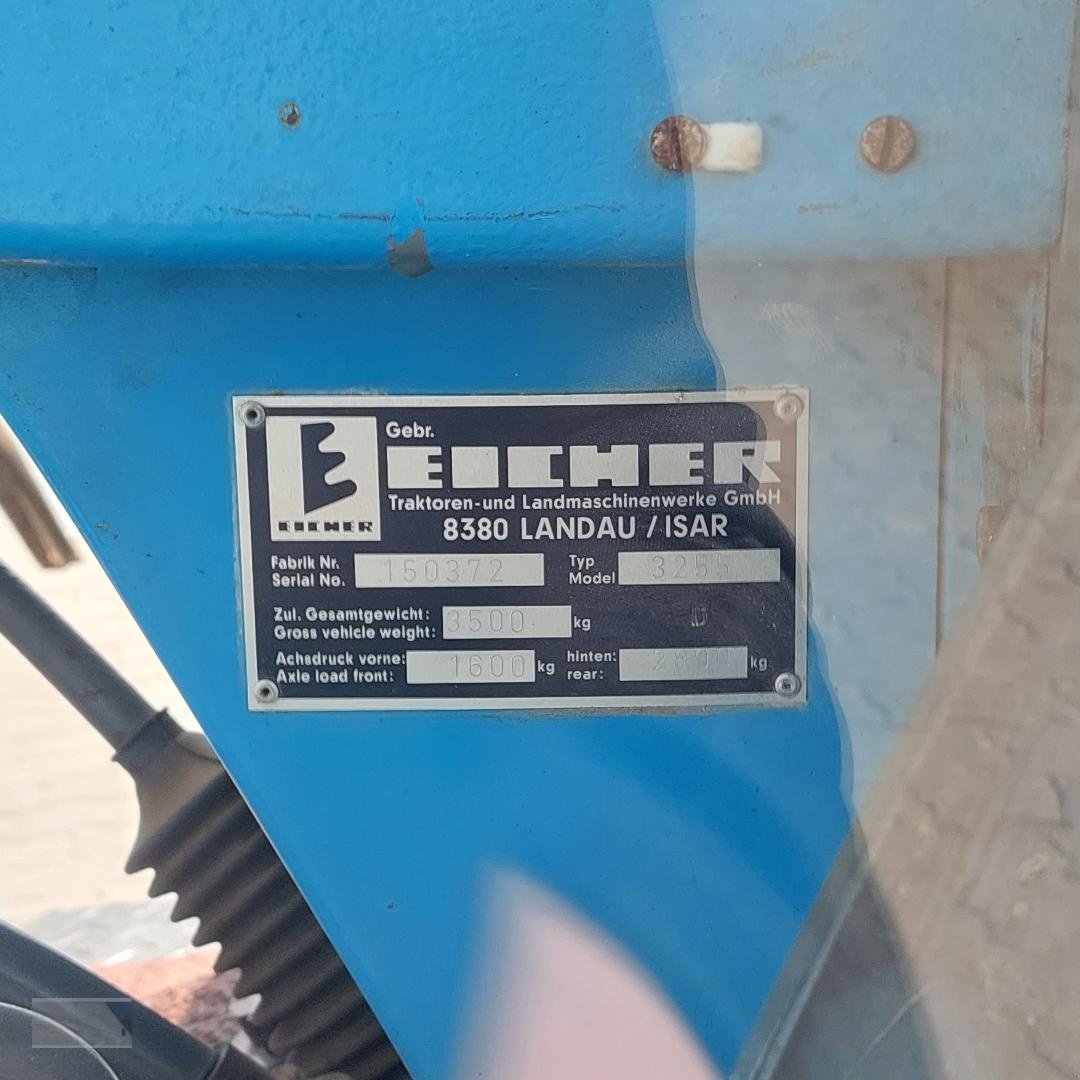 Gebr.
EICHER
EICHER
Traktoren-und Landmaschinenwerke GmbH
8380 LANDAU / ISAR
Fabrik Nr.
Serial No. 150372
Typ
Model 3255
Zul. Gesamtgewicht:
Gross vehicle weight: 3500 kg
Achsdruck vorne:
Axle load front: 1600 kg
hinten:
rear: kg